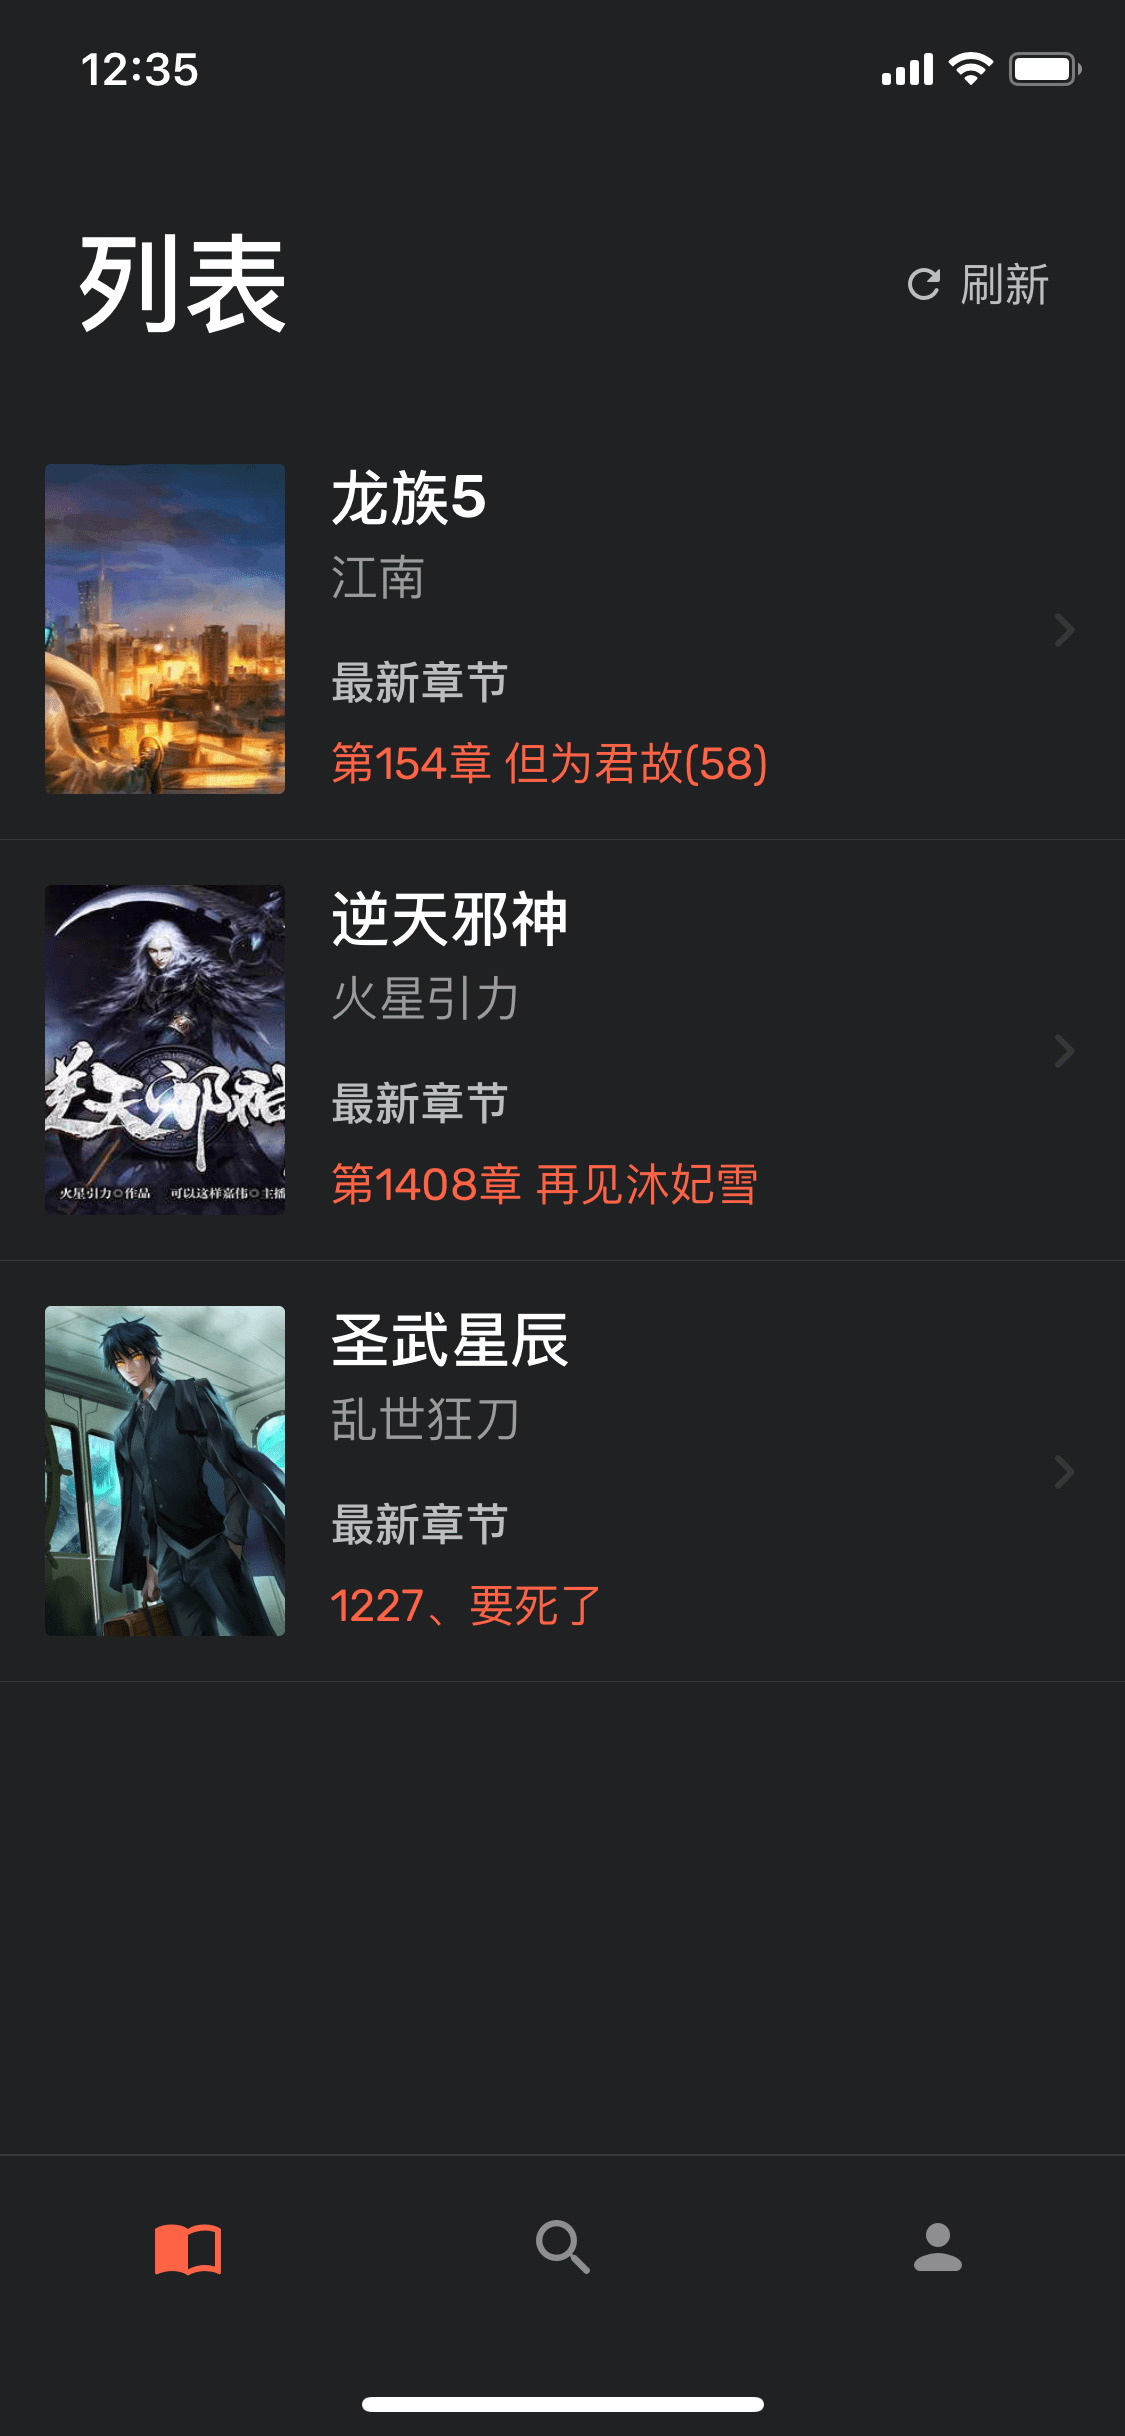 12:35
列表
刷新
龙族5
江南
最新章节
第154章 但为君故(58)
逆天邪神
火星引力◎作品 可以这样嘉伟◎主播
逆天邪神
火星引力
最新章节
第1408章 再见沐妃雪
圣武星辰
乱世狂刀
最新章节
1227、要死了